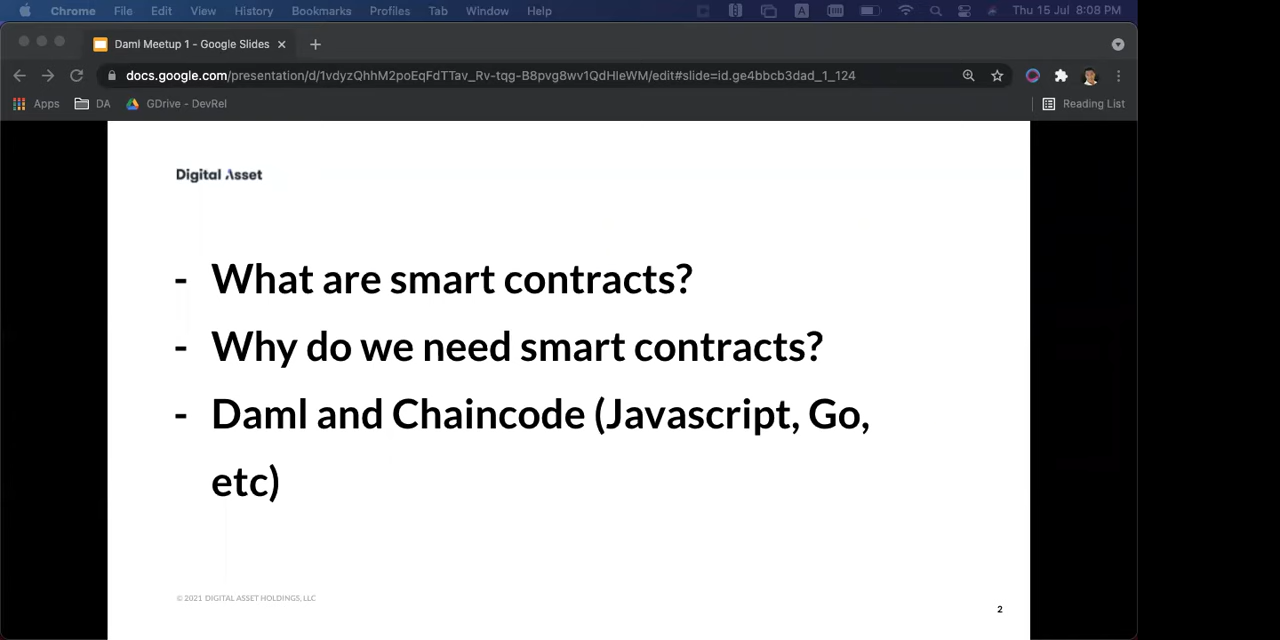 Chrome File Edit View History Bookmarks Profiles Tab Window Help A Thu 15 Jul 8:08 PM
Daml Meetup 1 - Google Slides
docs.google.com/presentation/d/1vdyzQhhM2poEqFdTTav_Rv-tqg-B8pvg8wv1QdHIeWM/edit#slide=id.ge4bbcb3dad_1_124
Apps DA GDrive - DevRel Reading List
Digital Asset
- What are smart contracts?
- Why do we need smart contracts?
- Daml and Chaincode (Javascript, Go,
etc)
© 2021 DIGITAL ASSET HOLDINGS, LLC
2